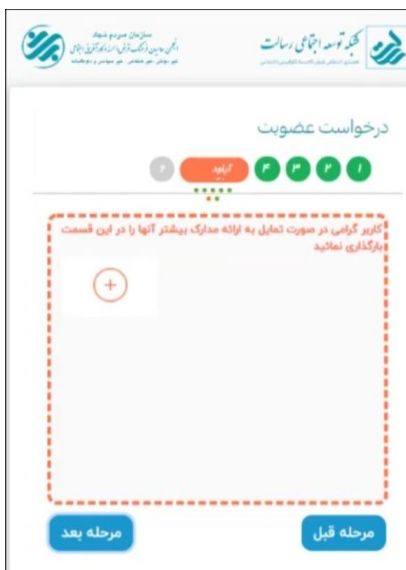 شبکه توسعه اجتماعی رسالت
سازمان مردم نهاد
درخواست عضویت
۱ ۲ ۳ ۴ آپلود ۶
کاربر گرامی در صورت تمایل به ارائه مدارک بیشتر آنها را در این قسمت
بارگذاری نمائید
+
مرحله قبل
مرحله بعد